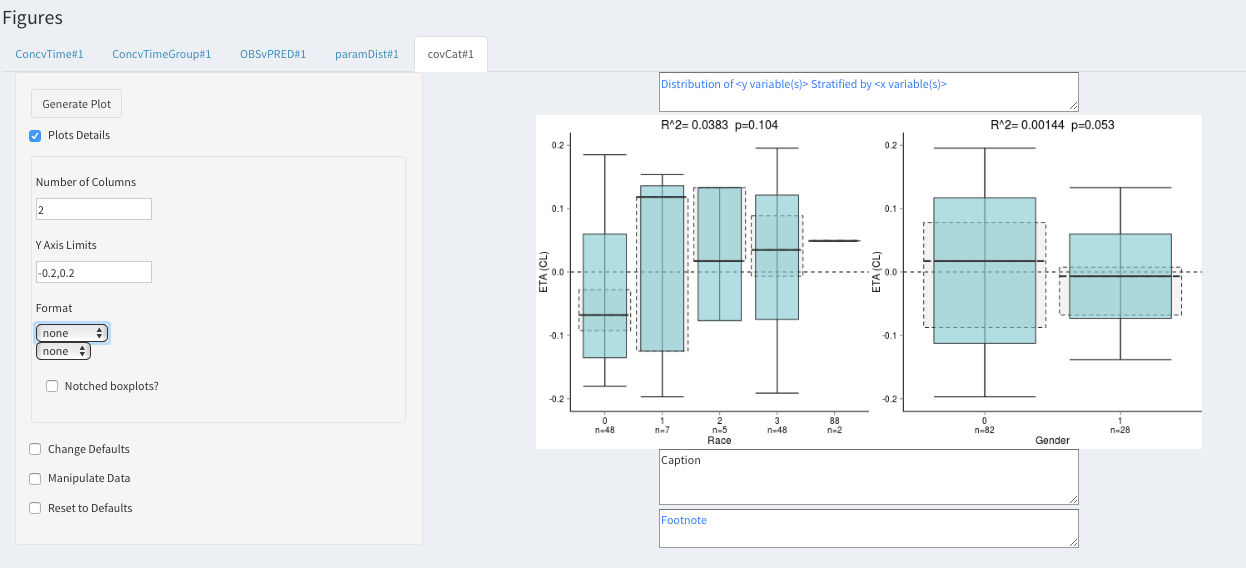 Figures
ConcvTime#1 ConcvTimeGroup#1 OBSvPRED#1 paramDist#1 covCat#1
Generate Plot
Plots Details
Number of Columns
2
Y Axis Limits
-0.2,0.2
Format
none
none
Notched boxplots?
Change Defaults
Manipulate Data
Reset to Defaults
Distribution of <y variable(s)> Stratified by <x variable(s)>
R^2= 0.0383 p=0.104
0.2
0.1
0.0
-0.1
-0.2
ETA (CL)
0 1 2 3 88
n=48 n=7 n=5 n=48 n=2
Race
R^2= 0.00144 p=0.053
0.2
0.1
0.0
-0.1
-0.2
ETA (CL)
0 1
n=82 n=28
Gender
Caption
Footnote